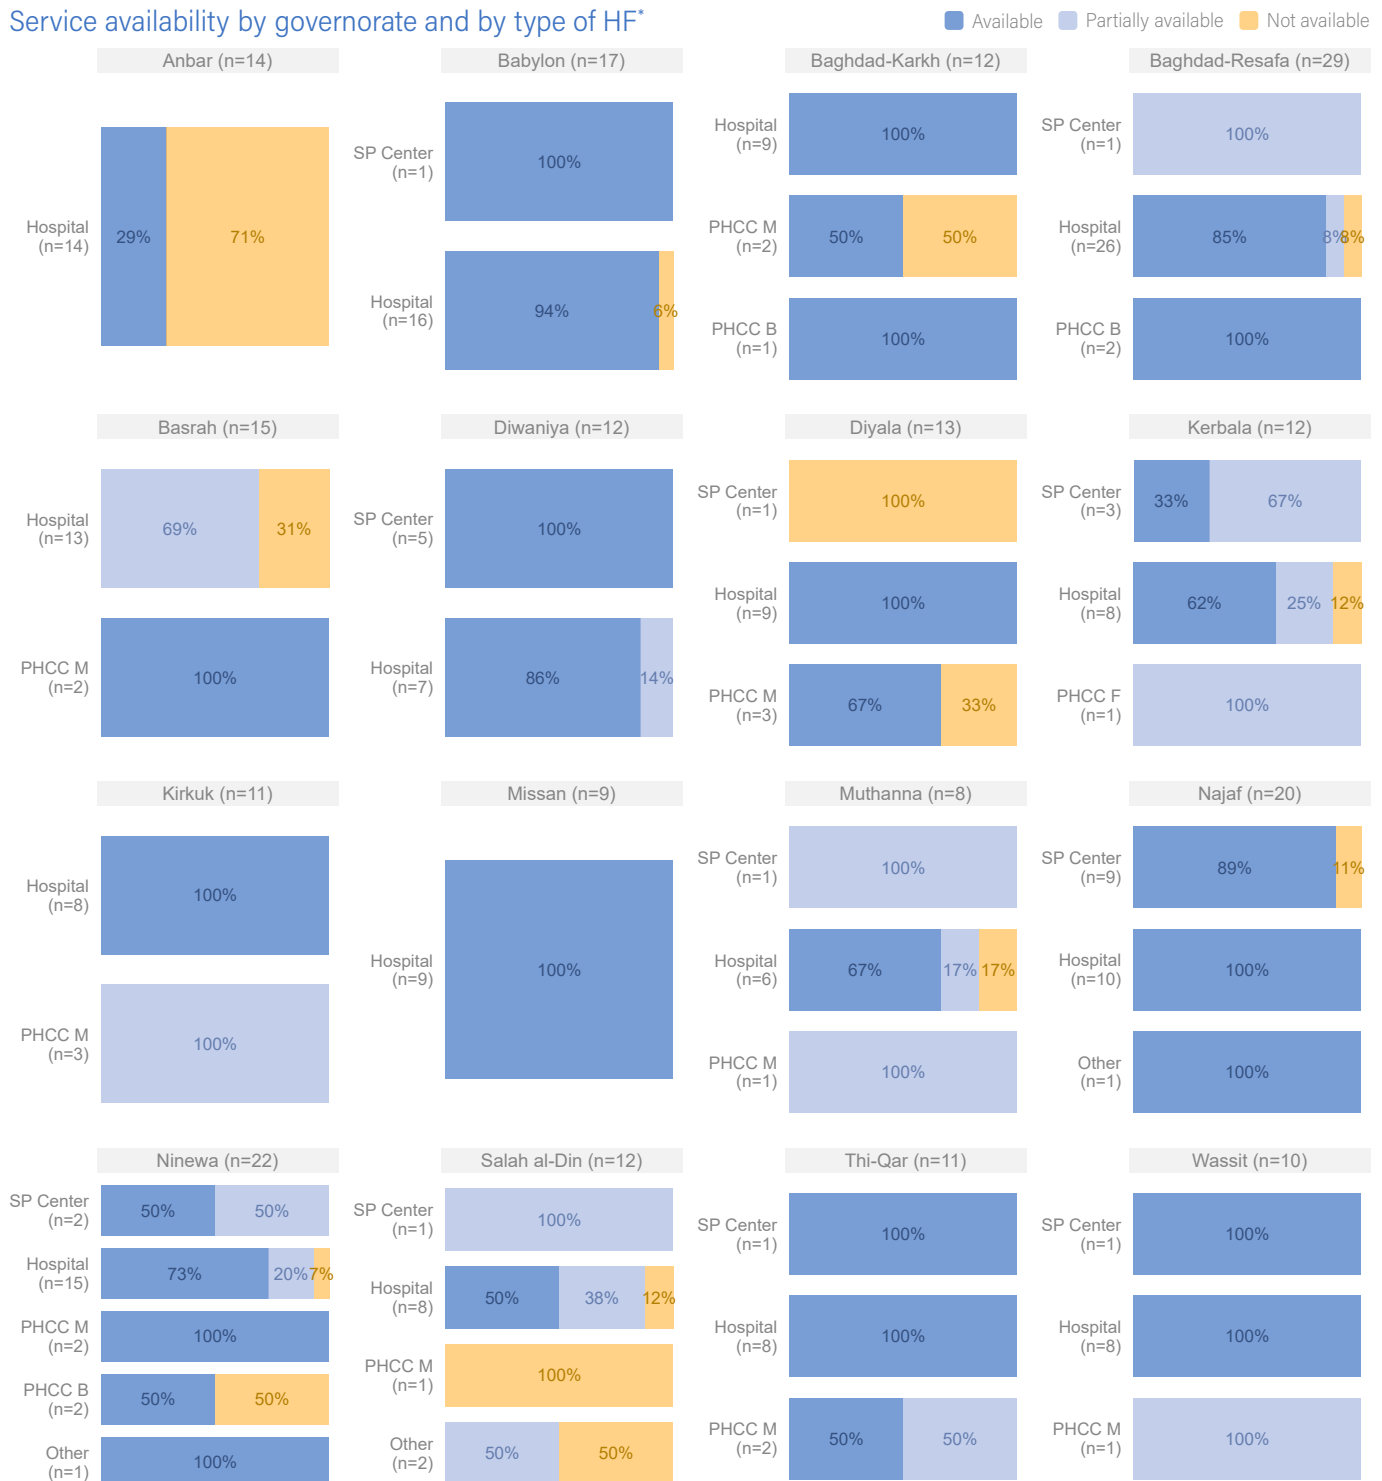 Service availability by governorate and by type of HF*
Available Partially available Not available
Anbar (n=14)
Hospital
(n=14)
29% 71%
Babylon (n=17)
SP Center
(n=1)
100%
Hospital
(n=16)
94% 6%
Baghdad-Karkh (n=12)
Hospital
(n=9)
100%
PHCC M
(n=2)
50% 50%
PHCC B
(n=1)
100%
Baghdad-Resafa (n=29)
SP Center
(n=1)
100%
Hospital
(n=26)
85% 8% 8%
PHCC B
(n=2)
100%
Basrah (n=15)
Hospital
(n=13)
69% 31%
PHCC M
(n=2)
100%
Diwaniya (n=12)
SP Center
(n=5)
100%
Hospital
(n=7)
86% 14%
Diyala (n=13)
SP Center
(n=1)
100%
Hospital
(n=9)
100%
PHCC M
(n=3)
67% 33%
Kerbala (n=12)
SP Center
(n=3)
33% 67%
Hospital
(n=8)
62% 25% 12%
PHCC F
(n=1)
100%
Kirkuk (n=11)
Hospital
(n=8)
100%
PHCC M
(n=3)
100%
Missan (n=9)
Hospital
(n=9)
100%
Muthanna (n=8)
SP Center
(n=1)
100%
Hospital
(n=6)
67% 17% 17%
PHCC M
(n=1)
100%
Najaf (n=20)
SP Center
(n=9)
89% 11%
Hospital
(n=10)
100%
Other
(n=1)
100%
Ninewa (n=22)
SP Center
(n=2)
50% 50%
Hospital
(n=15)
73% 20% 7%
PHCC M
(n=2)
100%
PHCC B
(n=2)
50% 50%
Other
(n=1)
100%
Salah al-Din (n=12)
SP Center
(n=1)
100%
Hospital
(n=8)
50% 38% 12%
PHCC M
(n=1)
100%
Other
(n=2)
50% 50%
Thi-Qar (n=11)
SP Center
(n=1)
100%
Hospital
(n=8)
100%
PHCC M
(n=2)
50% 50%
Wassit (n=10)
SP Center
(n=1)
100%
Hospital
(n=8)
100%
PHCC M
(n=1)
100%